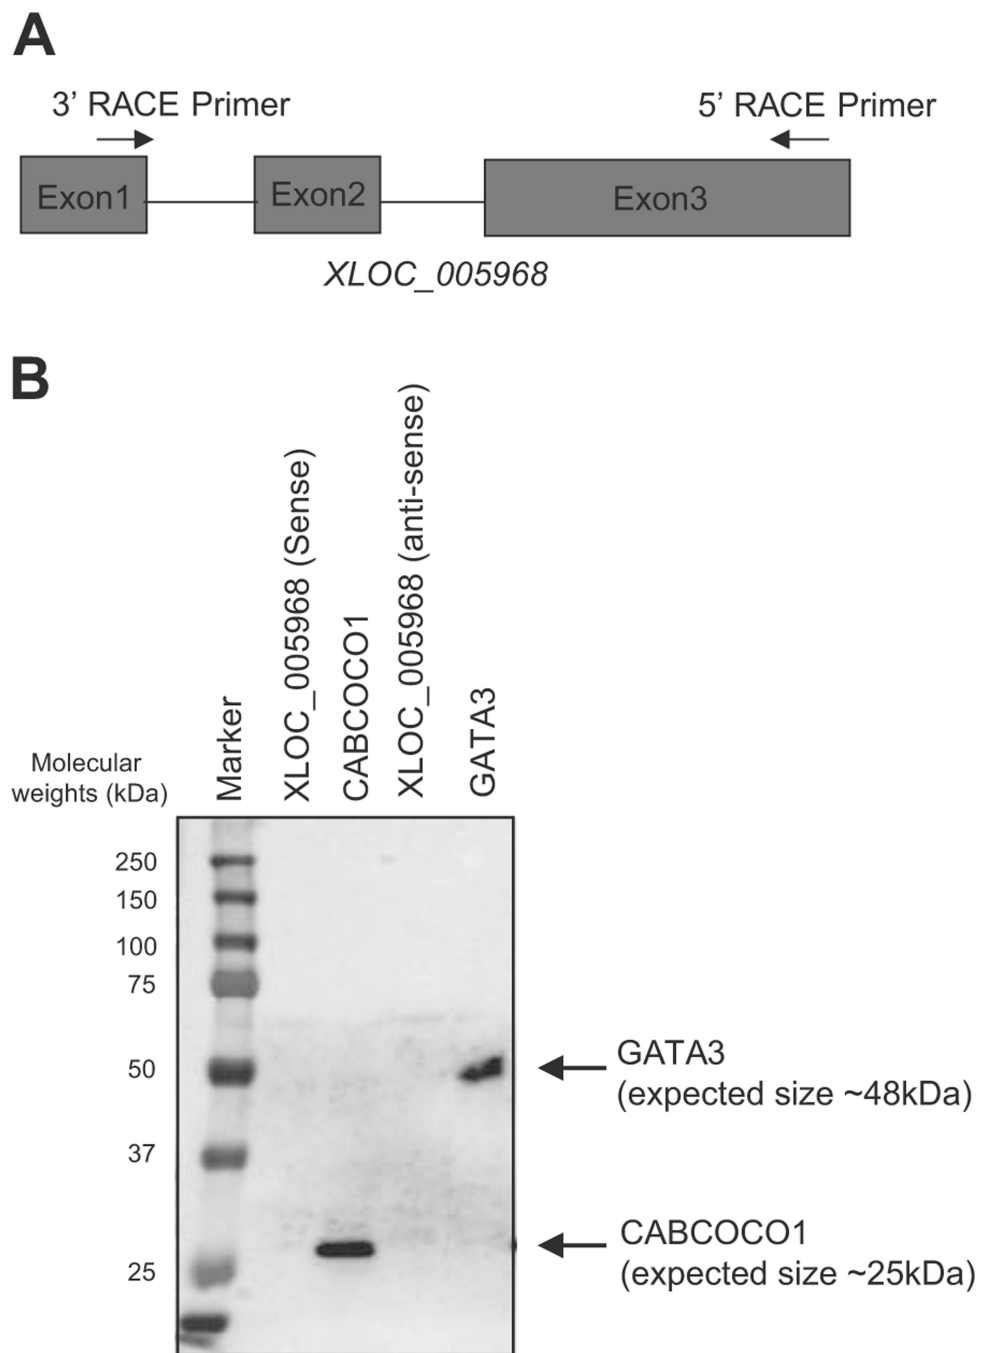 A
3’ RACE Primer
5’ RACE Primer
Exon1
Exon2
Exon3
XLOC_005968
B
Molecular
weights (kDa)
Marker
XLOC_005968 (Sense)
CABCOCO1
XLOC_005968 (anti-sense)
GATA3
250
150
100
75
50
37
25
GATA3
(expected size ~48kDa)
CABCOCO1
(expected size ~25kDa)